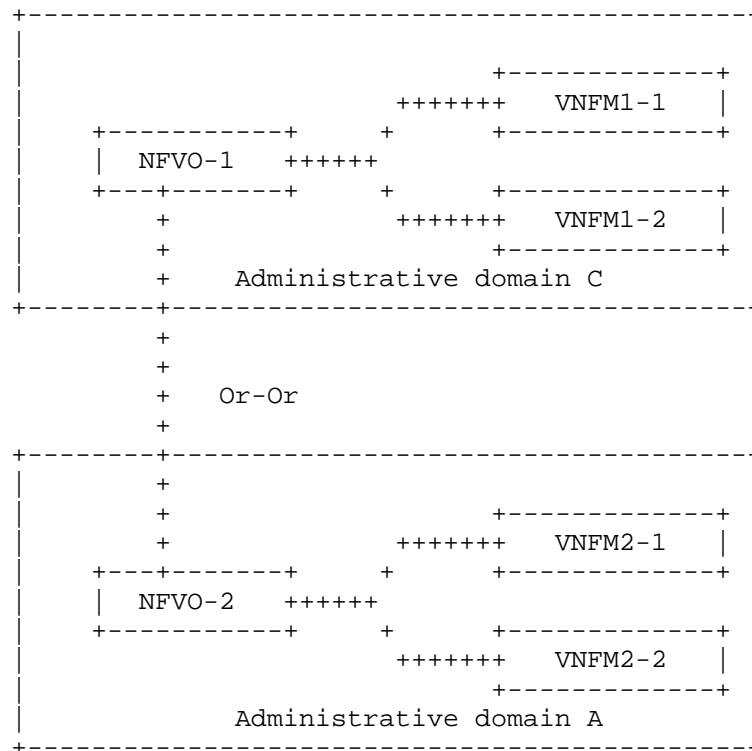 VNFM1-1
NFVO-1
VNFM1-2
Administrative domain C
Or-Or
VNFM2-1
NFVO-2
VNFM2-2
Administrative domain A